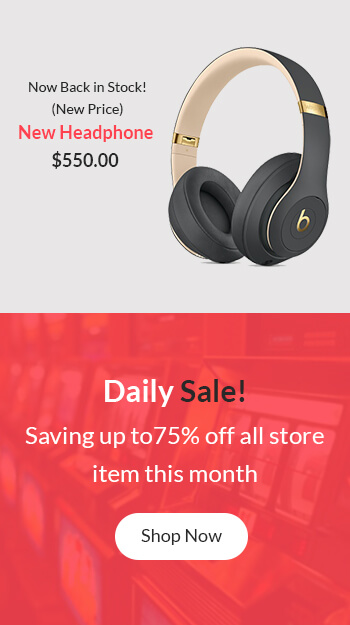 Now Back in Stock!
(New Price)
New Headphone
$550.00
b
Daily Sale!
Saving up to75% off all store
item this month
Shop Now